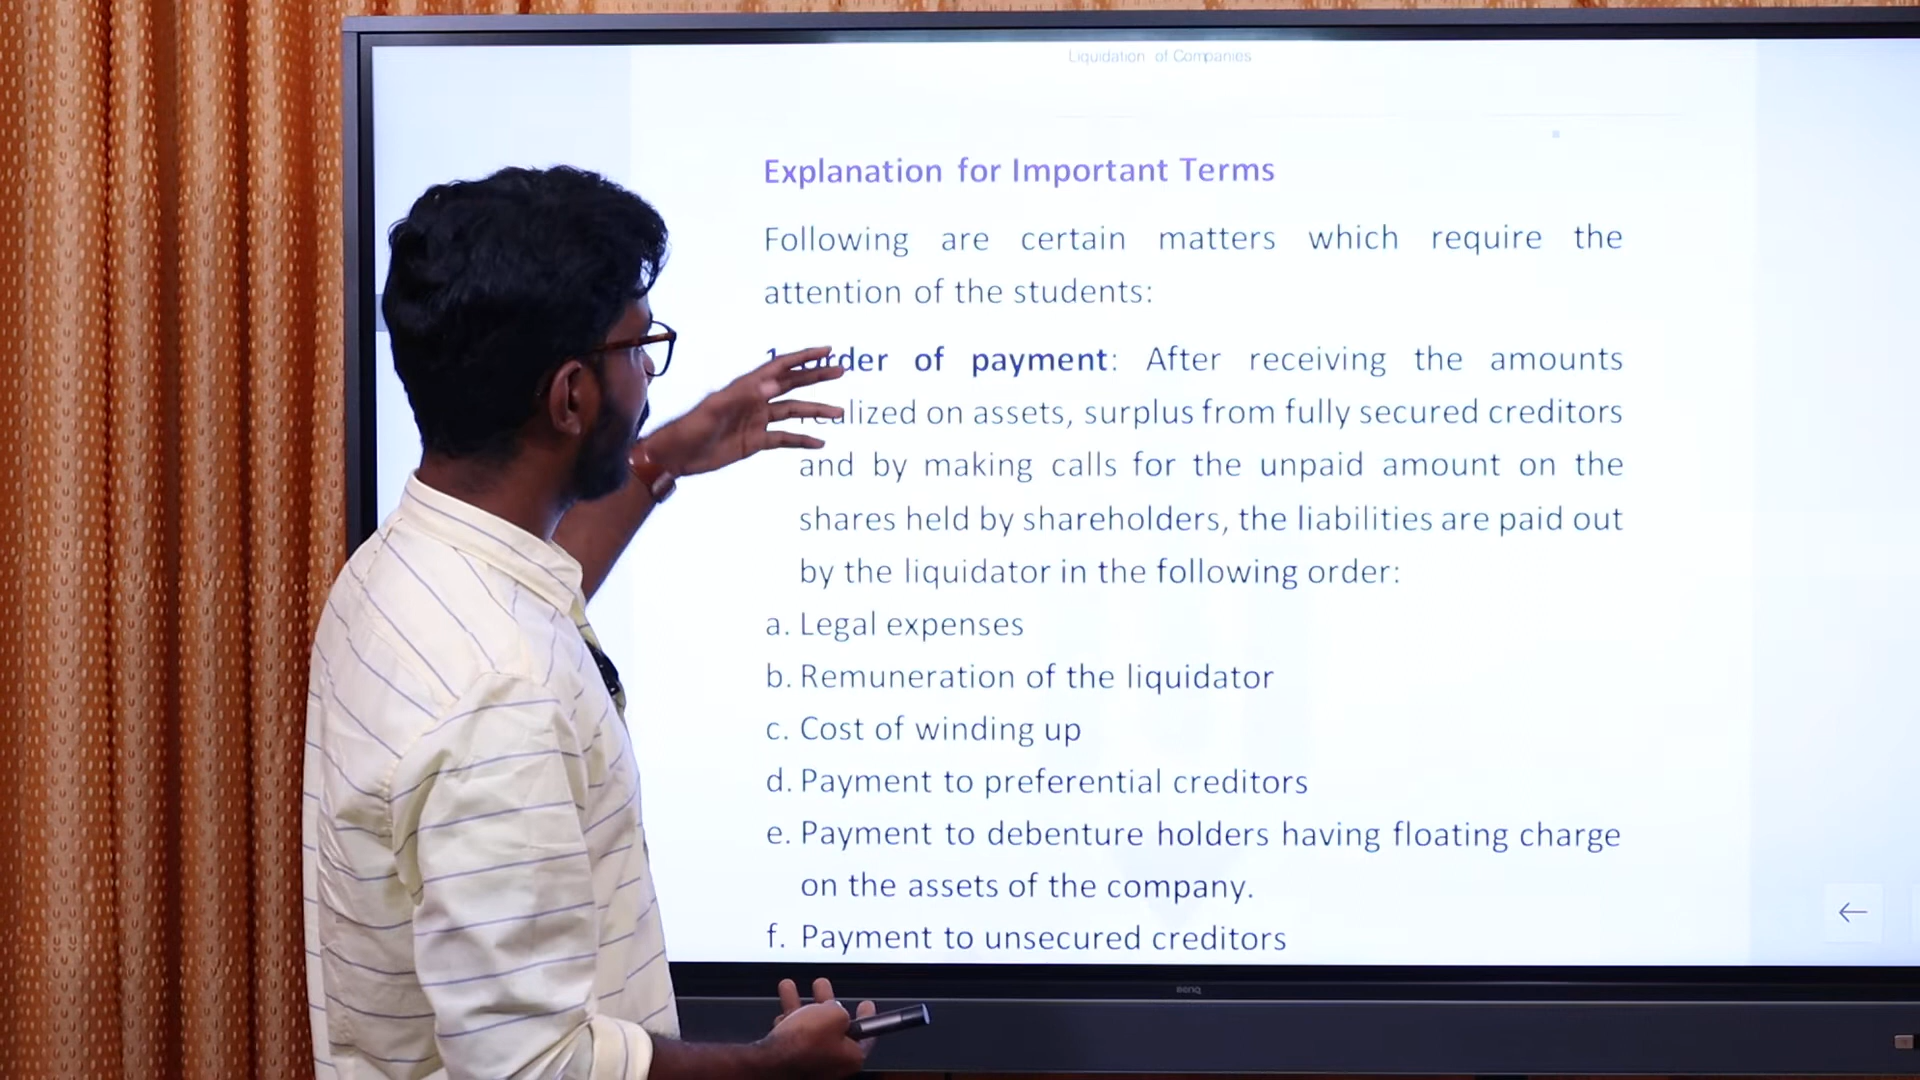 Liquidation of Companies
Explanation for Important Terms
Following are certain matters which require the
attention of the students:
1. Order of payment: After receiving the amounts
realized on assets, surplus from fully secured creditors
and by making calls for the unpaid amount on the
shares held by shareholders, the liabilities are paid out
by the liquidator in the following order:
a. Legal expenses
b. Remuneration of the liquidator
c. Cost of winding up
d. Payment to preferential creditors
e. Payment to debenture holders having floating charge
on the assets of the company.
f. Payment to unsecured creditors
BenQ